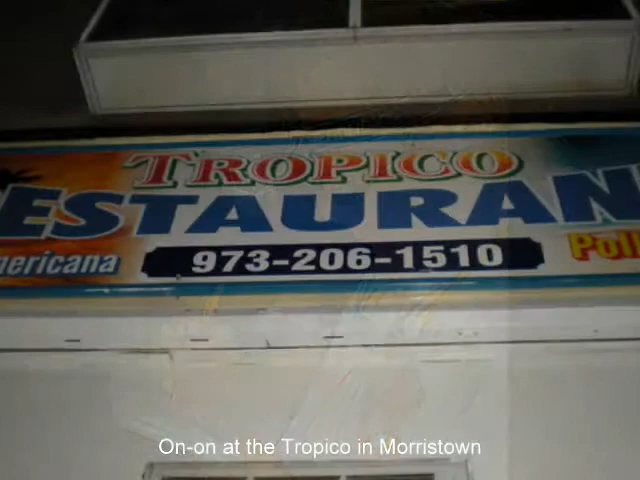 TROPICO
ESTAURAN
mericana
973-206-1510
Poll
On-on at the Tropico in Morristown